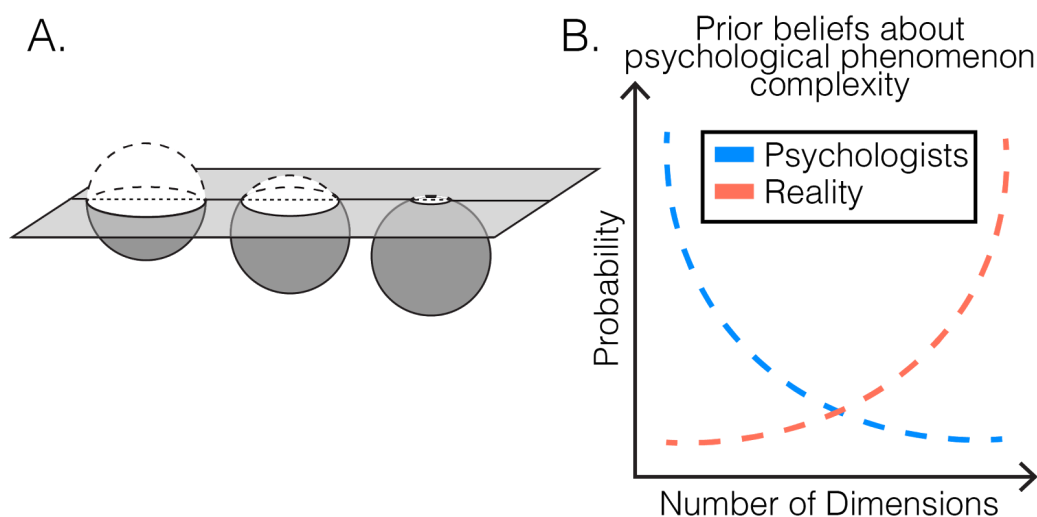 A.
B.
Prior beliefs about
psychological phenomenon
complexity
Psychologists
Reality
Probability
Number of Dimensions